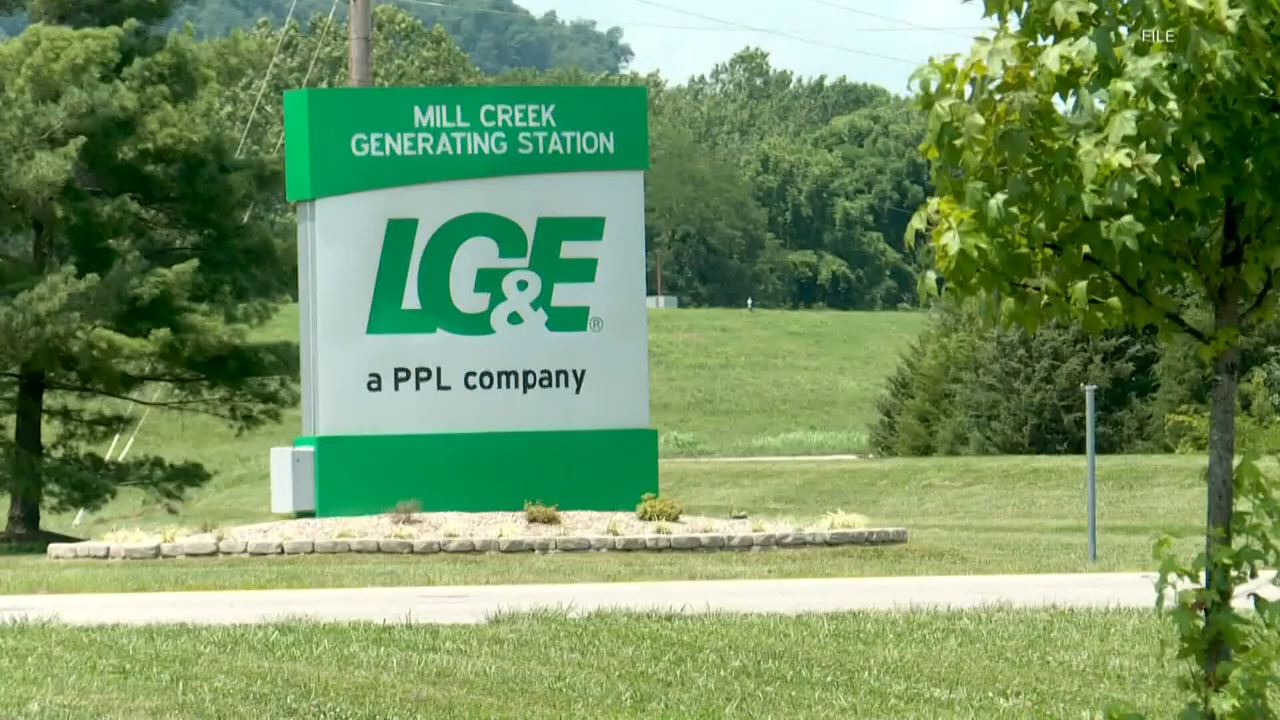 FILE
MILL CREEK
GENERATING STATION
LG&E®
a PPL company